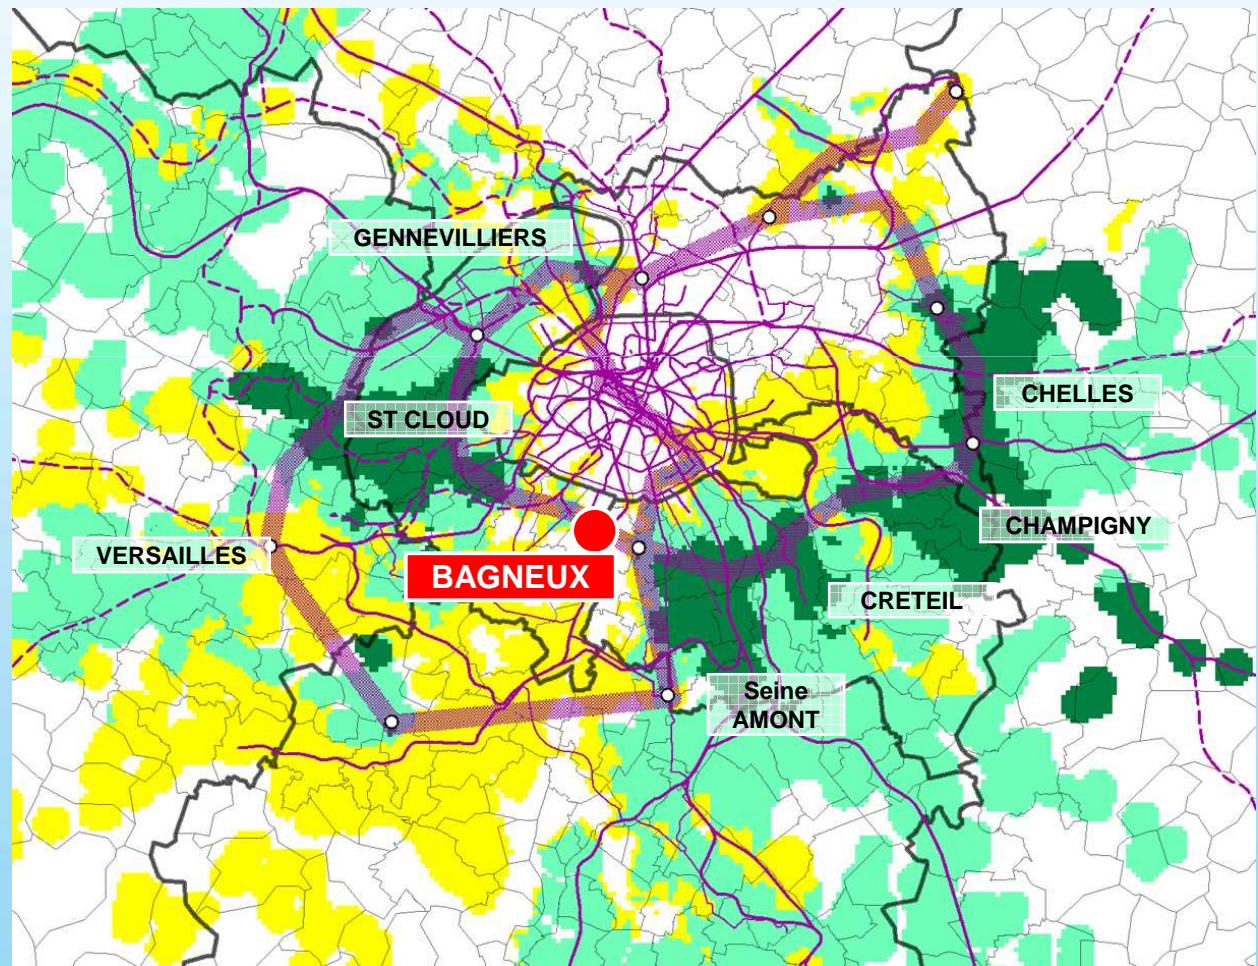 GENNEVILLIERS
CHELLES
ST CLOUD
CHAMPIGNY
VERSAILLES
BAGNEUX
CRETEIL
Seine
AMONT